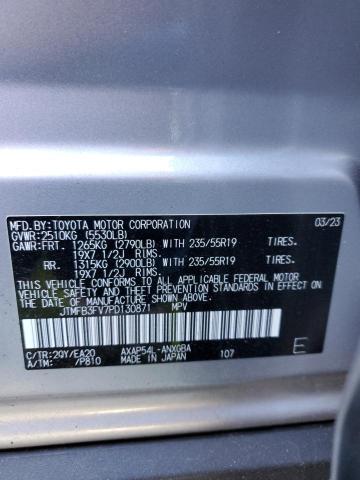 MFD.BY:TOYOTA MOTOR CORPORATION 03/23
GVWR:2510KG (5530LB)
GAWR:FRT. 1265KG (2790LB) WITH 235/55R19 TIRES.
19X7 1/2J RIMS.
RR. 1315KG (2900LB) WITH 235/55R19 TIRES.
19X7 1/2J RIMS.
THIS VEHICLE CONFORMS TO ALL APPLICABLE FEDERAL MOTOR VEHICLE SAFETY STANDARDS IN EFFECT ON THE DATE OF MANUFACTURE SHOWN ABOVE.
JTMFB3FV7PD130871 MPV
C/TR:2QY/EA20 AXAP54L-ANXGBA
A/TM: /P810 MADE IN JAPAN 107 E